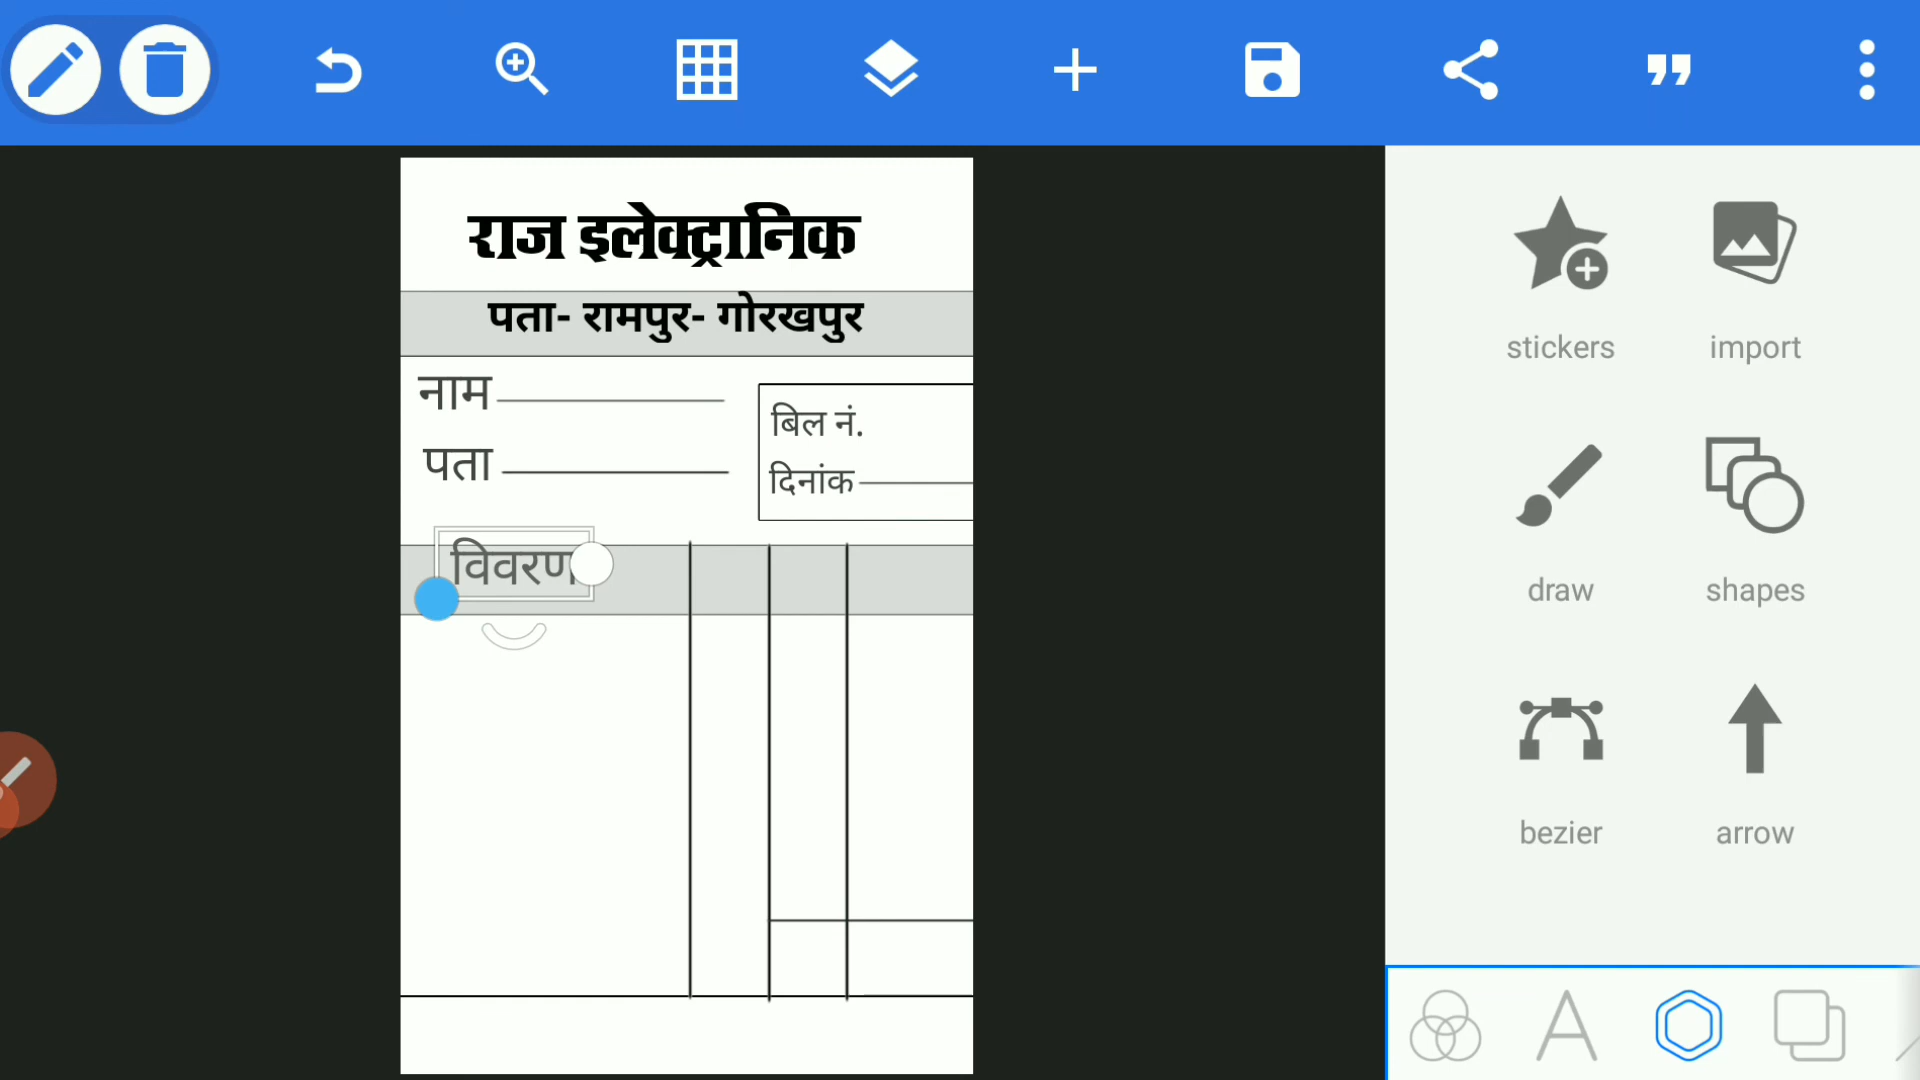 राज इलेक्ट्रानिक
पता- रामपुर- गोरखपुर
नाम
बिल नं.
पता
दिनांक
विवरण
stickers
import
draw
shapes
bezier
arrow